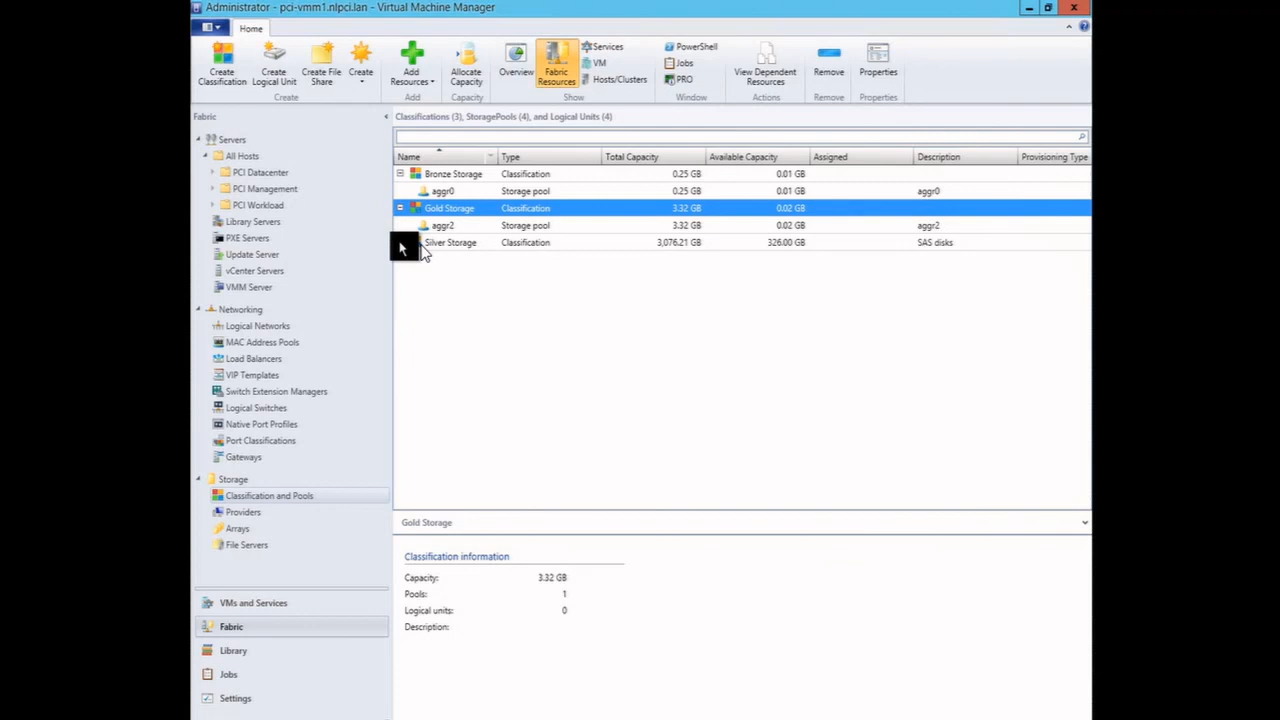 Administrator - pci-vmm1.nlpci.lan - Virtual Machine Manager
Home
Create Classification
Create Logical Unit
Create File Share
Create
Create
Add Resources
Add
Allocate Capacity
Capacity
Overview
Fabric Resources
Services
VM
Hosts/Clusters
Show
PowerShell
Jobs
PRO
Window
View Dependent Resources
Actions
Remove
Remove
Properties
Properties
Fabric
Servers
All Hosts
PCI Datacenter
PCI Management
PCI Workload
Library Servers
PXE Servers
Update Server
vCenter Servers
VMM Server
Networking
Logical Networks
MAC Address Pools
Load Balancers
VIP Templates
Switch Extension Managers
Logical Switches
Native Port Profiles
Port Classifications
Gateways
Storage
Classification and Pools
Providers
Arrays
File Servers
VMs and Services
Fabric
Library
Jobs
Settings
Classifications (3), StoragePools (4), and Logical Units (4)
Name Type Total Capacity Available Capacity Assigned Description Provisioning Type
Bronze Storage Classification 0.25 GB 0.01 GB
aggr0 Storage pool 0.25 GB 0.01 GB aggr0
Gold Storage Classification 3.32 GB 0.02 GB
aggr2 Storage pool 3.32 GB 0.02 GB aggr2
Silver Storage Classification 3,076.21 GB 326.00 GB SAS disks
Gold Storage
Classification information
Capacity: 3.32 GB
Pools: 1
Logical units: 0
Description: